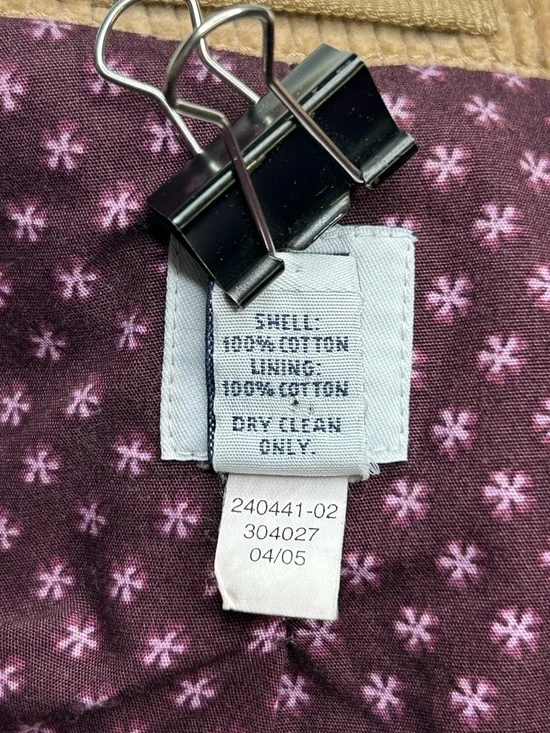 SHELL:
100% COTTON
LINING:
100% COTTON
DRY CLEAN
ONLY.
240441-02
304027
04/05